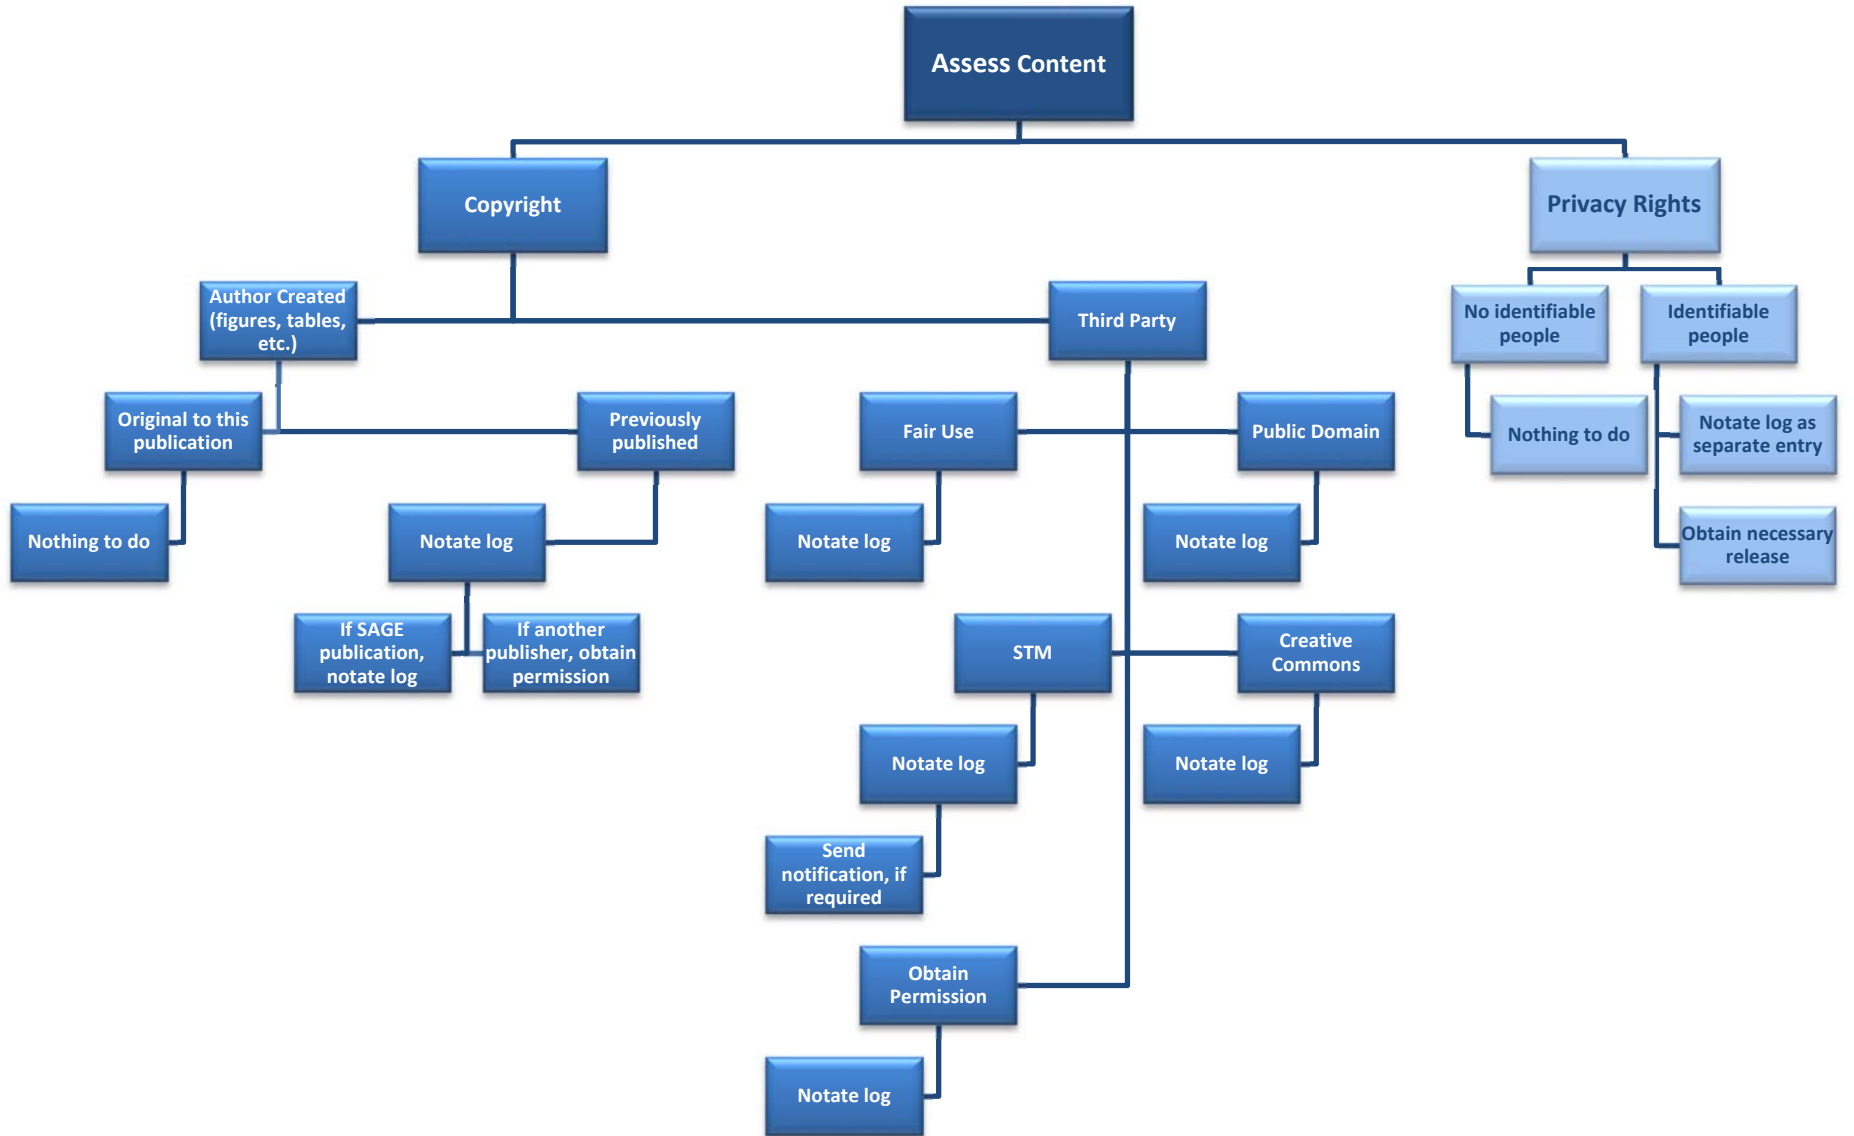 Assess Content
Copyright
Privacy Rights
Author Created
(figures, tables,
etc.)
Third Party
No identifiable
people
Identifiable
people
Original to this
publication
Previously
published
Fair Use
Public Domain
Nothing to do
Notate log as
separate entry
Nothing to do
Notate log
Notate log
Notate log
Obtain necessary
release
If SAGE
publication,
notate log
If another
publisher, obtain
permission
STM
Creative
Commons
Notate log
Notate log
Send
notification, if
required
Obtain
Permission
Notate log